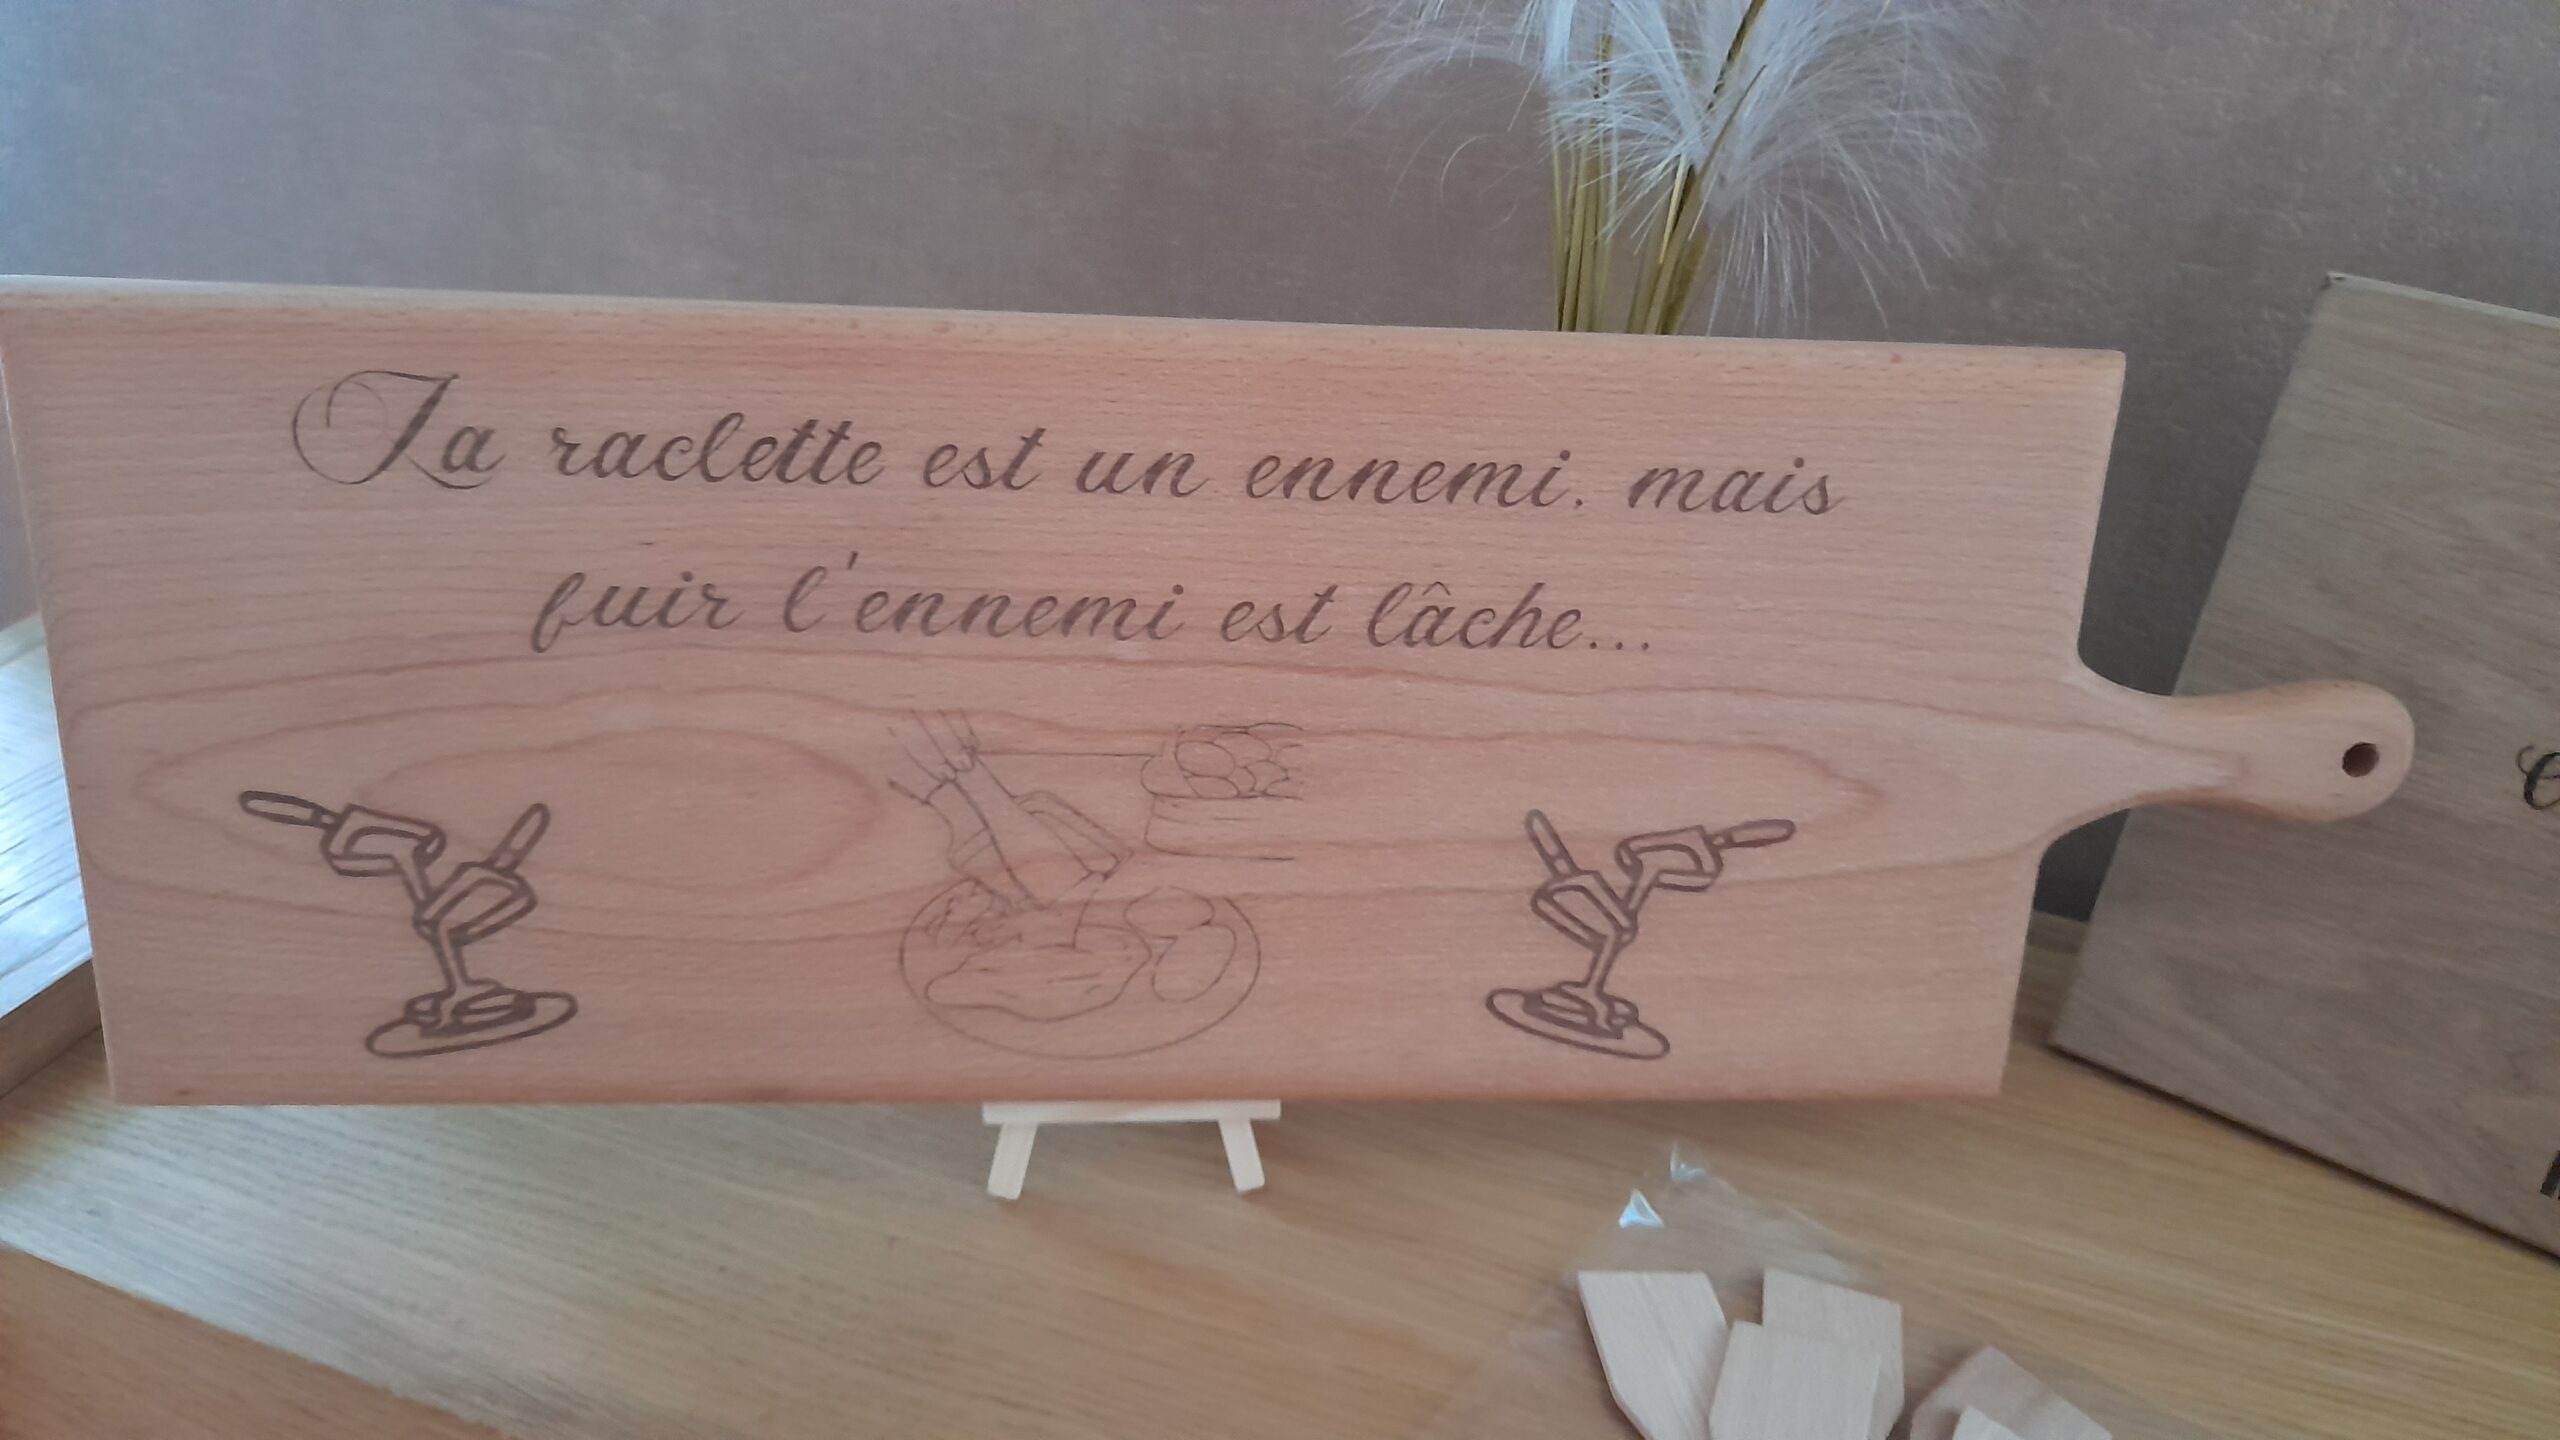 La raclette est un ennemi. mais
fuir l'ennemi est lâche...